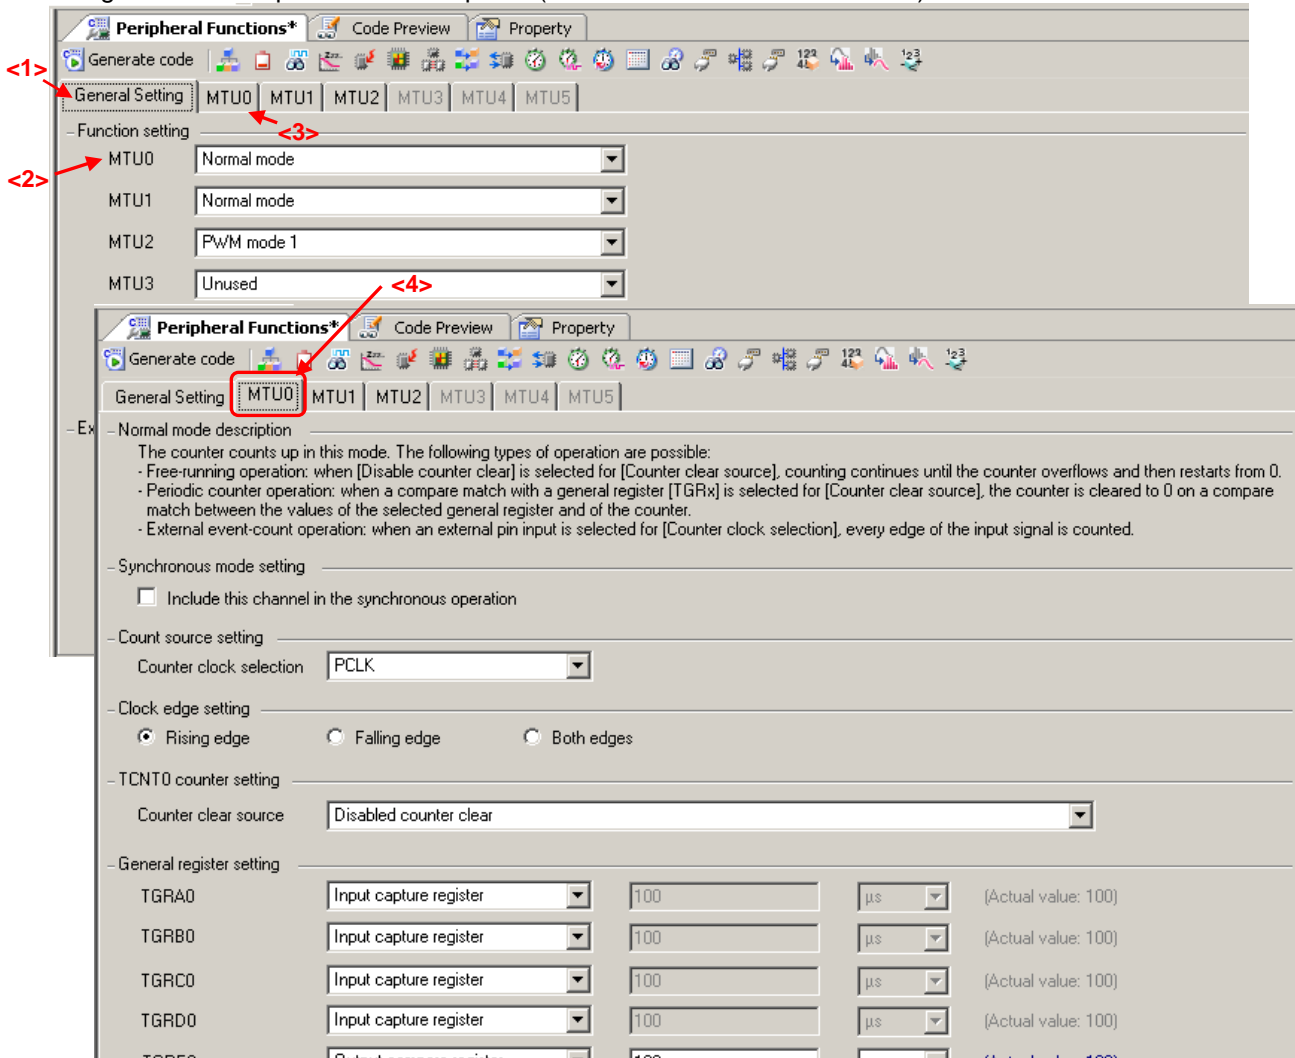 Peripheral Functions* Code Preview Property
Generate code
<1>
General Setting MTU0 MTU1 MTU2 MTU3 MTU4 MTU5
Function setting
<3>
<2>
MTU0 Normal mode
MTU1 Normal mode
MTU2 PWM mode 1
MTU3 Unused
<4>
Peripheral Functions* Code Preview Property
Generate code
General Setting MTU0 MTU1 MTU2 MTU3 MTU4 MTU5
Ex
Normal mode description
The counter counts up in this mode. The following types of operation are possible:
- Free-running operation: when [Disable counter clear] is selected for [Counter clear source], counting continues until the counter overflows and then restarts from 0.
- Periodic counter operation: when a compare match with a general register [TGRx] is selected for [Counter clear source], the counter is cleared to 0 on a compare
match between the values of the selected general register and of the counter.
- External event-count operation: when an external pin input is selected for [Counter clock selection], every edge of the input signal is counted.
Synchronous mode setting
Include this channel in the synchronous operation
Count source setting
Counter clock selection PCLK
Clock edge setting
Rising edge Falling edge Both edges
TCNT0 counter setting
Counter clear source Disabled counter clear
General register setting
TGRA0 Input capture register 100 µs (Actual value: 100)
TGRB0 Input capture register 100 µs (Actual value: 100)
TGRC0 Input capture register 100 µs (Actual value: 100)
TGRD0 Input capture register 100 µs (Actual value: 100)